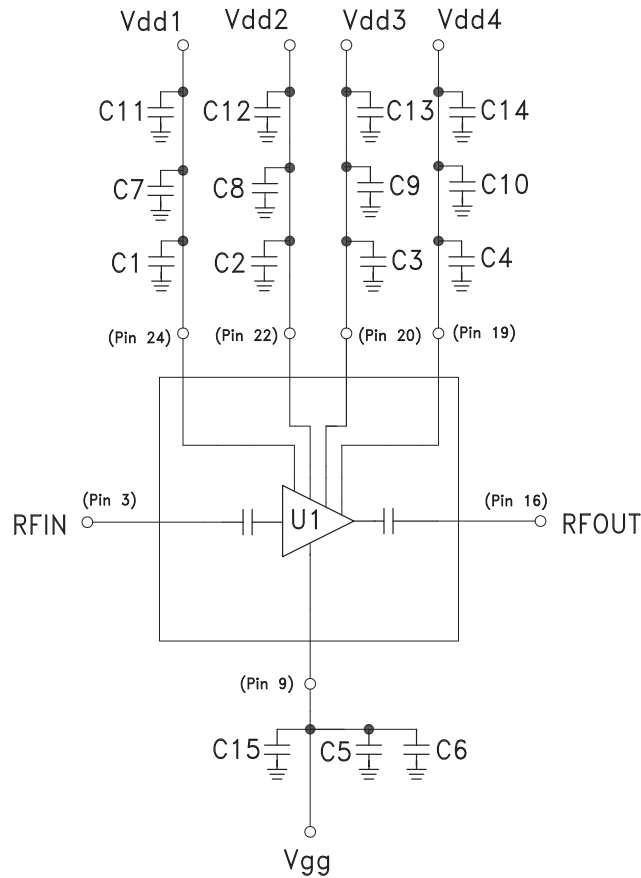 Vdd1 Vdd2 Vdd3 Vdd4
C11 C12 C13 C14
C7 C8 C9 C10
C1 C2 C3 C4
(Pin 24) (Pin 22) (Pin 20) (Pin 19)
(Pin 3) (Pin 16)
RFIN U1 RFOUT
(Pin 9)
C15 C5 C6
Vgg